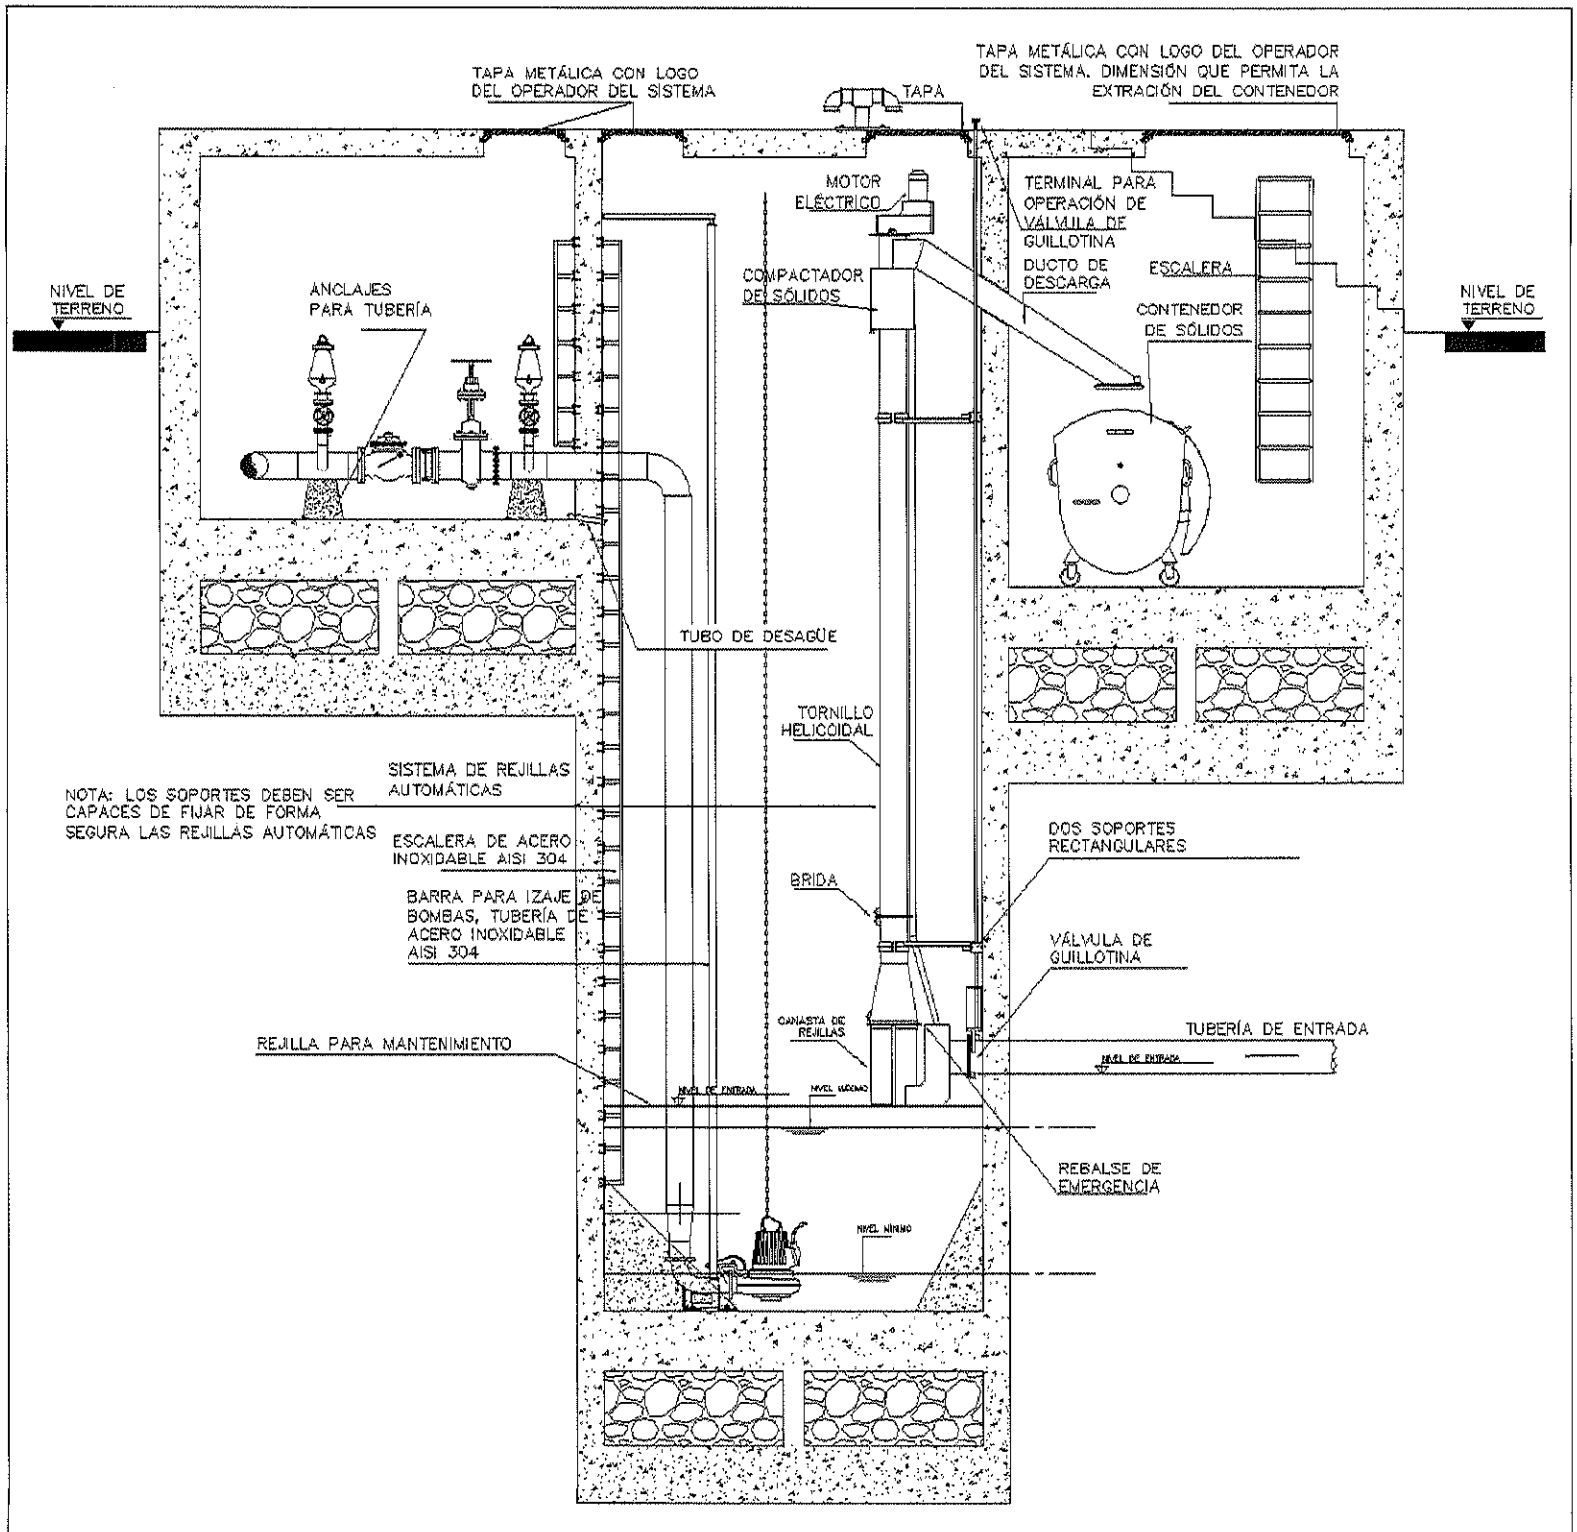 TAPA METÁLICA CON LOGO
DEL OPERADOR DEL SISTEMA
TAPA
TAPA METÁLICA CON LOGO DEL OPERADOR
DEL SISTEMA. DIMENSIÓN QUE PERMITA LA
EXTRACIÓN DEL CONTENEDOR
MOTOR
ELÉCTRICO
TERMINAL PARA
OPERACIÓN DE
VÁLVULA DE
GUILLOTINA
DUCTO DE
DESCARGA
ESCALERA
COMPACTADOR
DE SÓLIDOS
CONTENEDOR
DE SÓLIDOS
NIVEL DE
TERRENO
ANCLAJES
PARA TUBERÍA
NIVEL DE
TERRENO
TUBO DE DESAGÜE
TORNILLO
HELICOIDAL
SISTEMA DE REJILLAS
AUTOMÁTICAS
NOTA: LOS SOPORTES DEBEN SER
CAPACES DE FIJAR DE FORMA
SEGURA LAS REJILLAS AUTOMÁTICAS
ESCALERA DE ACERO
INOXIDABLE AISI 304
DOS SOPORTES
RECTANGULARES
BRIDA
BARRA PARA IZAJE DE
BOMBAS, TUBERÍA DE
ACERO INOXIDABLE
AISI 304
VÁLVULA DE
GUILLOTINA
CANASTA DE
REJILLAS
TUBERÍA DE ENTRADA
REJILLA PARA MANTENIMIENTO
NIVEL DE ENTRADA
NIVEL DE ENTRADA
NIVEL MÁXIMO
REBALSE DE
EMERGENCIA
NIVEL MÍNIMO